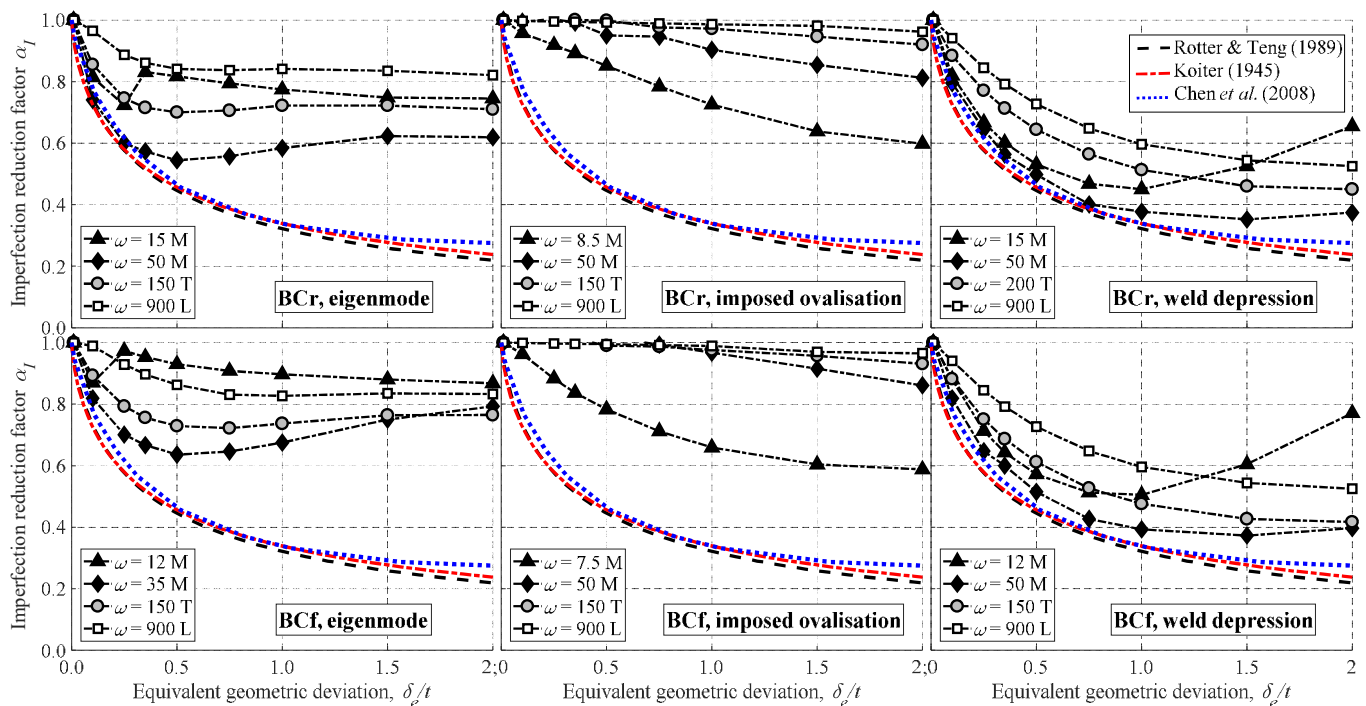 Imperfection reduction factor α_I
1.0
0.8
0.6
0.4
0.2
0.0
ω = 15 M
ω = 50 M
ω = 150 T
ω = 900 L
BCr, eigenmode
ω = 8.5 M
ω = 50 M
ω = 150 T
ω = 900 L
BCr, imposed ovalisation
Rotter & Teng (1989)
Koiter (1945)
Chen et al. (2008)
ω = 15 M
ω = 50 M
ω = 200 T
ω = 900 L
BCr, weld depression
Imperfection reduction factor α_I
1.0
0.8
0.6
0.4
0.2
0.0
ω = 12 M
ω = 35 M
ω = 150 T
ω = 900 L
BCf, eigenmode
ω = 7.5 M
ω = 50 M
ω = 150 T
ω = 900 L
BCf, imposed ovalisation
ω = 12 M
ω = 50 M
ω = 150 T
ω = 900 L
BCf, weld depression
0.0 0.5 1.0 1.5 2.0 0.5 1.0 1.5 2.0 0.5 1.0 1.5 2.
Equivalent geometric deviation, δ_e/t Equivalent geometric deviation, δ_e/t Equivalent geometric deviation, δ_e/t